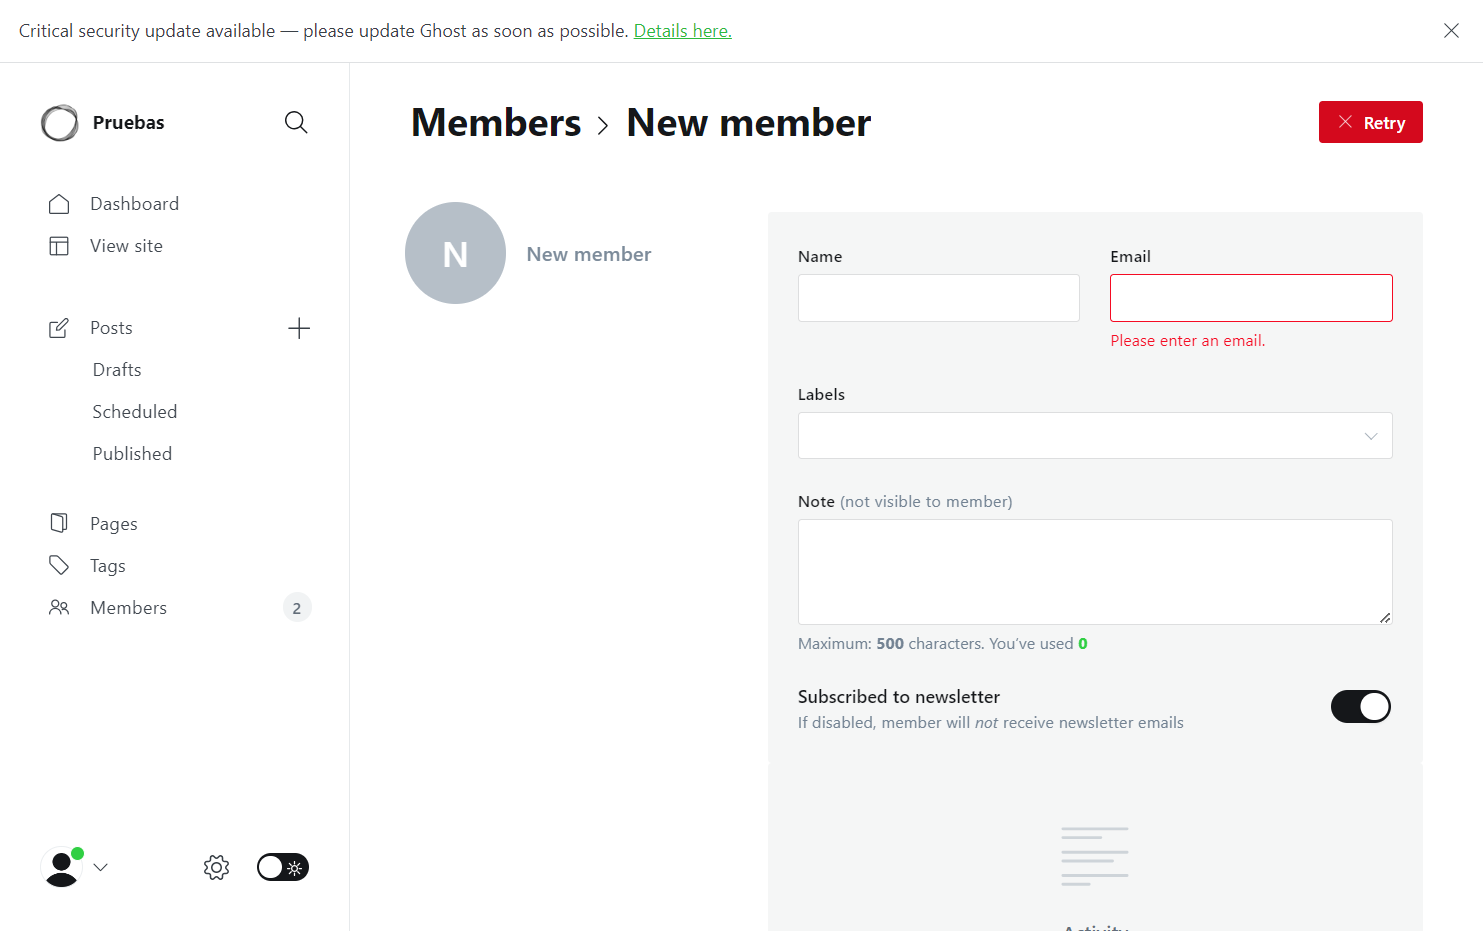 Critical security update available — please update Ghost as soon as possible. Details here.
Pruebas
Dashboard
View site
Posts
Drafts
Scheduled
Published
Pages
Tags
Members
2
Members
New member
Retry
N
New member
Name
Email
Please enter an email.
Labels
Note (not visible to member)
Maximum: 500 characters. You’ve used 0
Subscribed to newsletter
If disabled, member will not receive newsletter emails
Activity